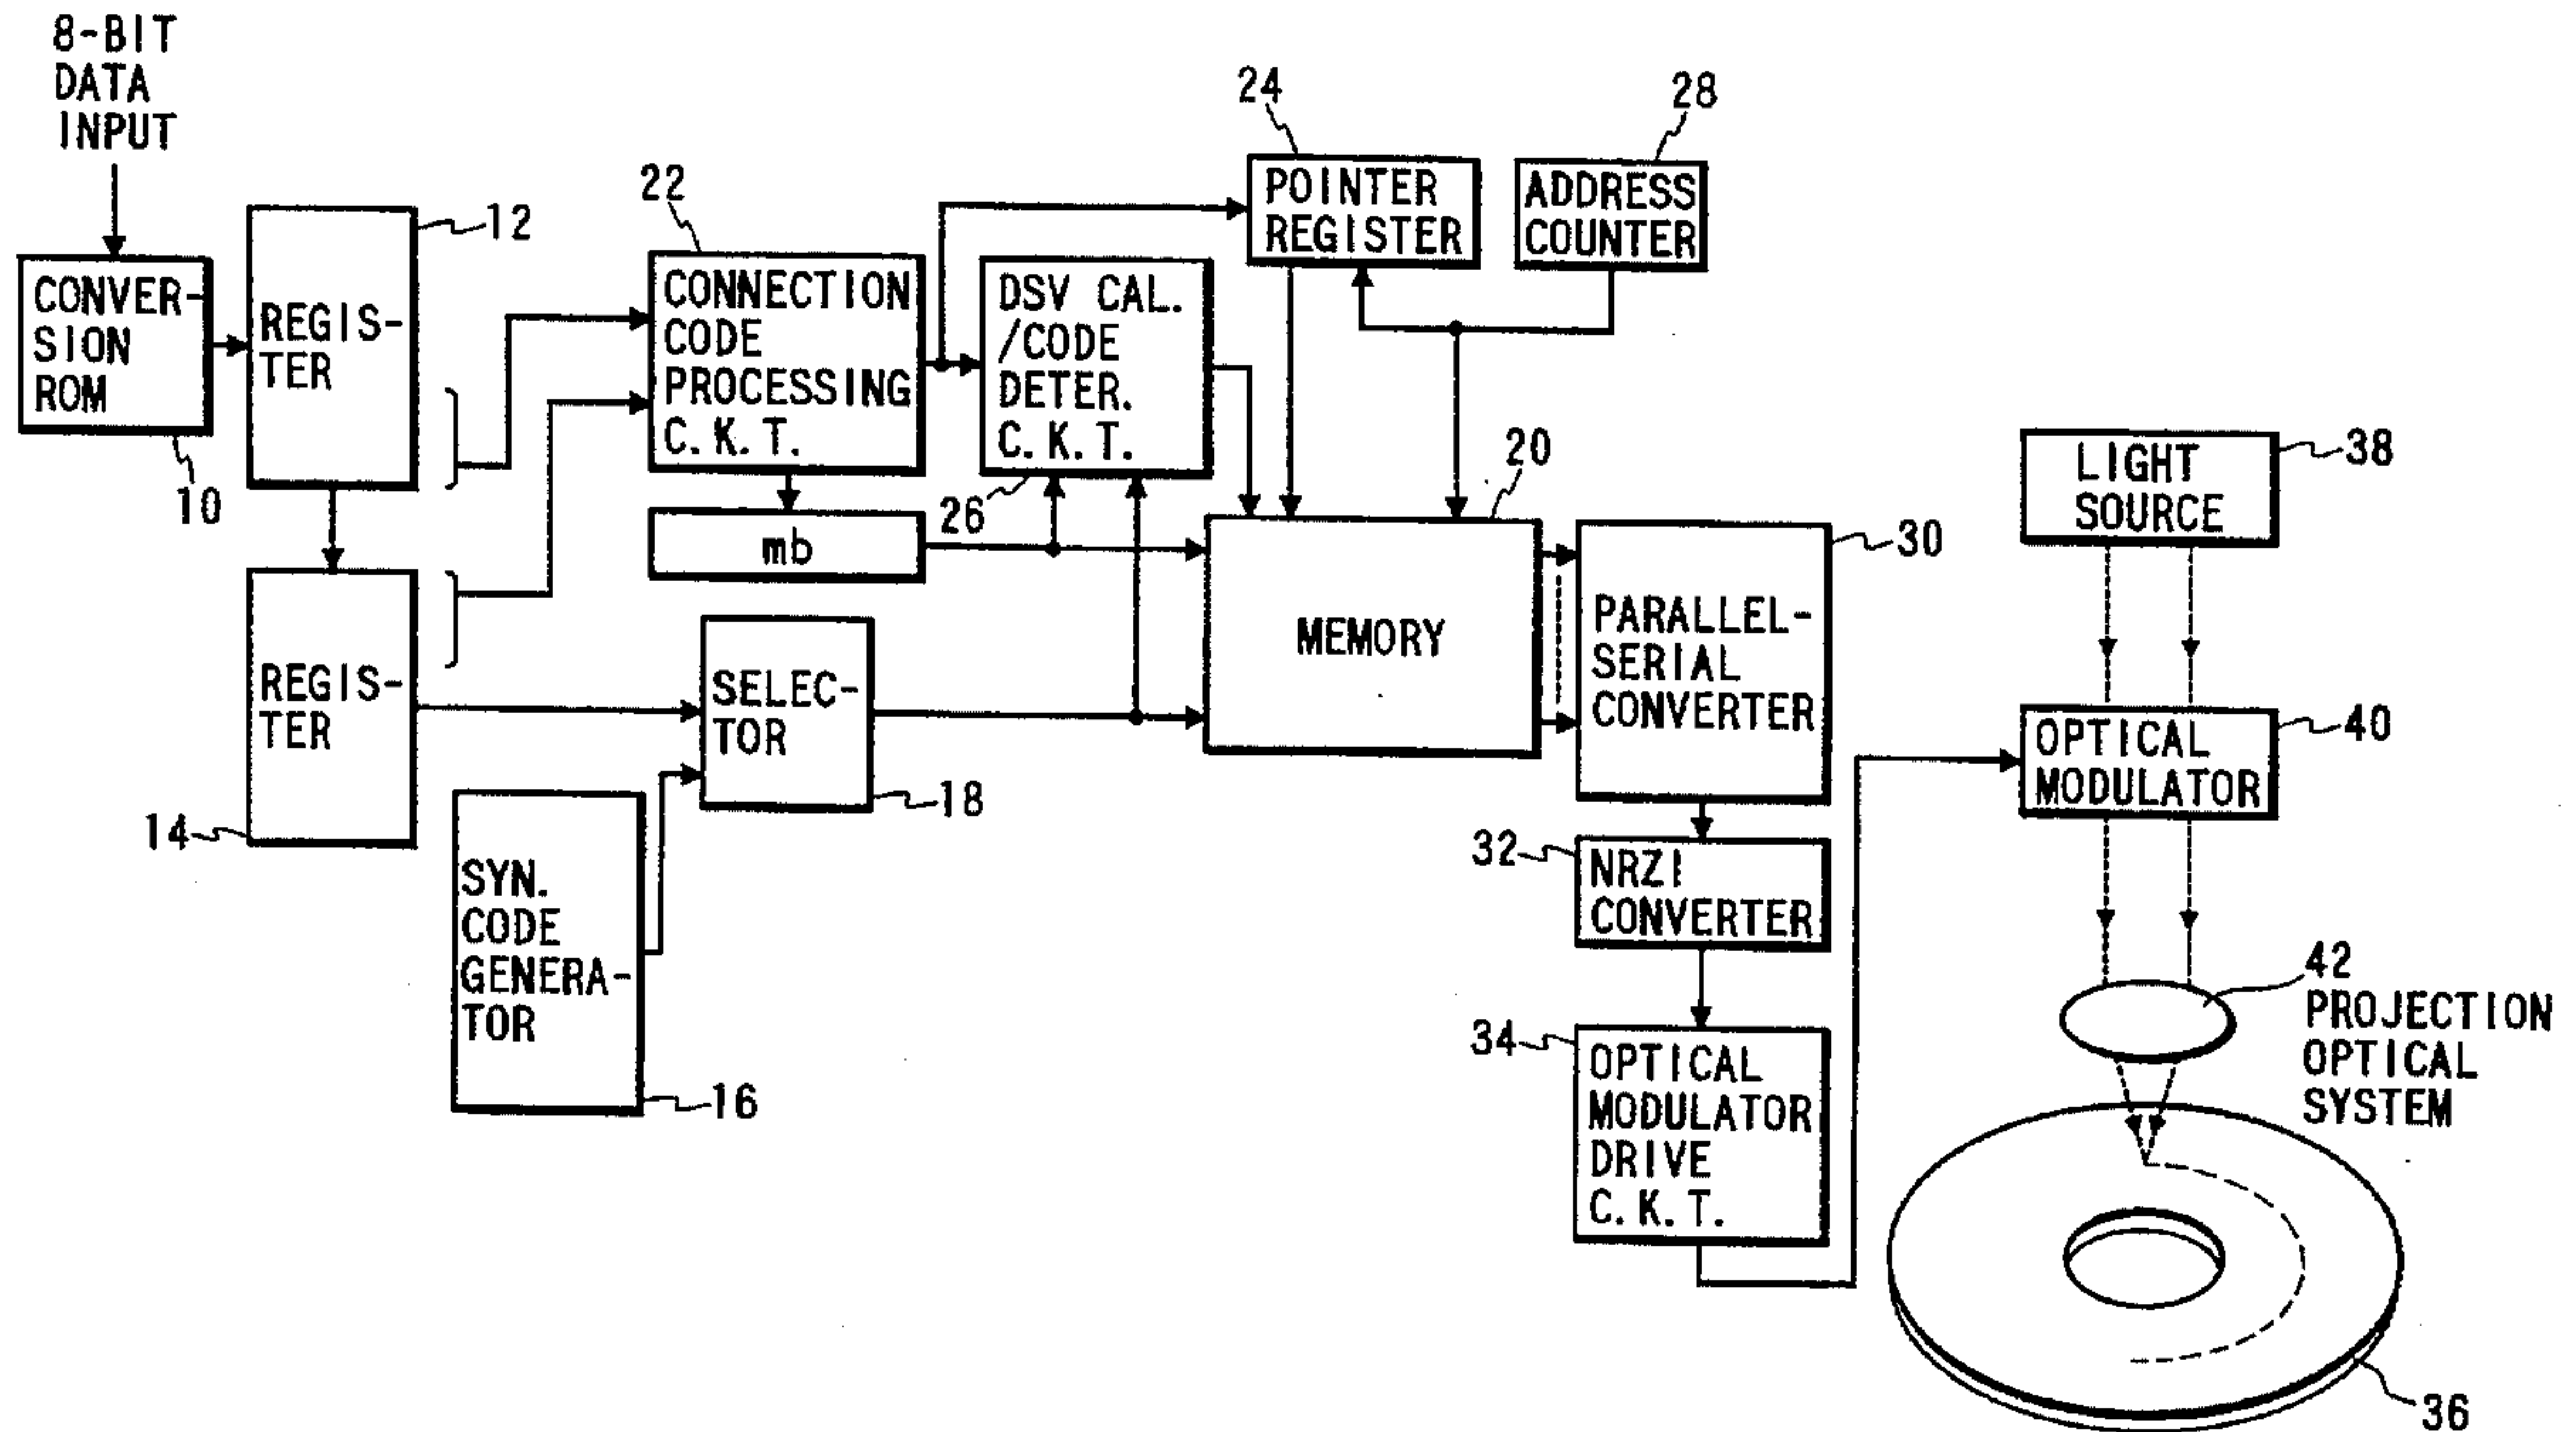 8-BIT
DATA
INPUT
CONVER-
SION
ROM
10
REGIS-
TER
12
REGIS-
TER
14
SYN.
CODE
GENERA-
TOR
16
SELEC-
TOR
18
22
CONNECTION
CODE
PROCESSING
C.K.T.
mb
DSV CAL.
/CODE
DETER.
C.K.T.
26
24
POINTER
REGISTER
28
ADDRESS
COUNTER
20
MEMORY
30
PARALLEL-
SERIAL
CONVERTER
32
NRZI
CONVERTER
34
OPTICAL
MODULATOR
DRIVE
C.K.T.
LIGHT
SOURCE
38
OPTICAL
MODULATOR
40
42
PROJECTION
OPTICAL
SYSTEM
36